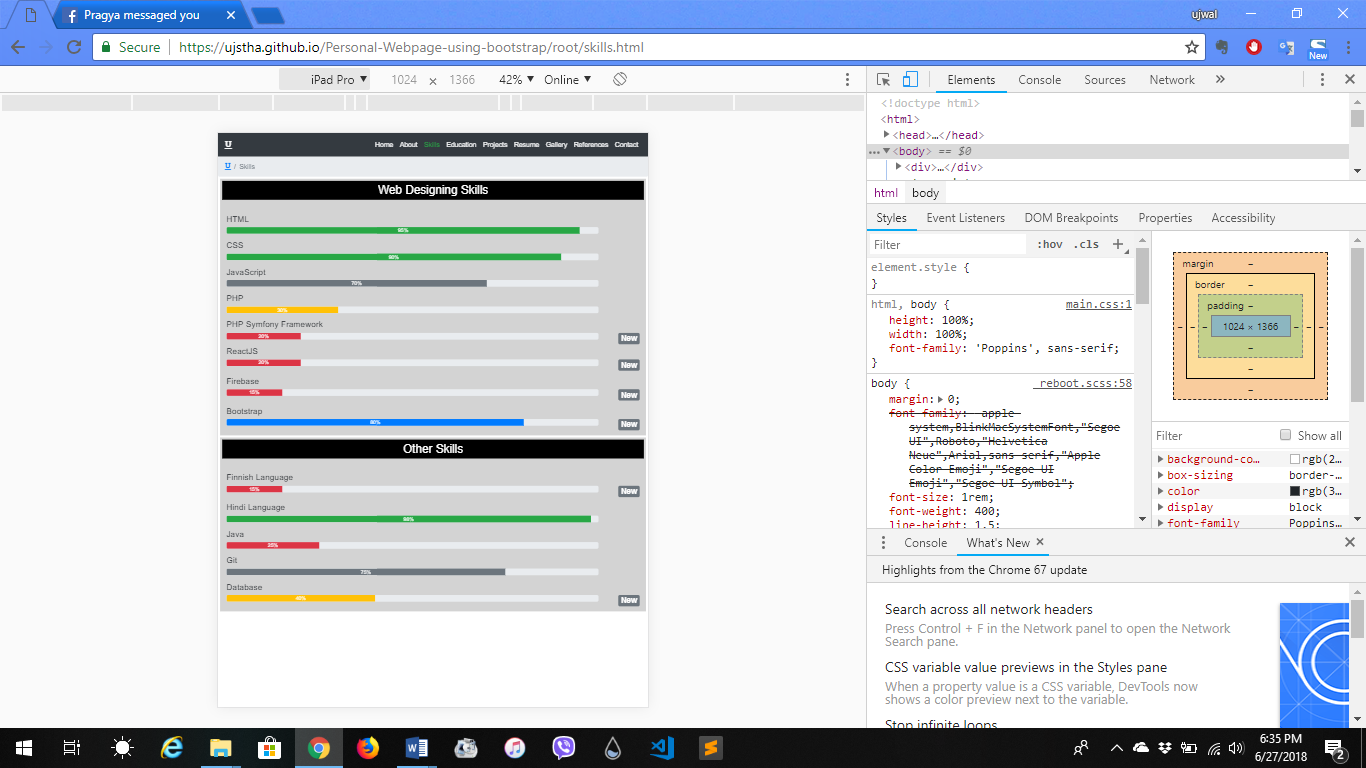 Pragya messaged you
ujwal
Secure https://ujstha.github.io/Personal-Webpage-using-bootstrap/root/skills.html
New
iPad Pro ▼ 1024 × 1366 42% ▼ Online ▼
Elements Console Sources Network »
<!doctype html>
<html>
<head>…</head>
… <body> == $0
<div>…</div>
html body
Styles Event Listeners DOM Breakpoints Properties Accessibility
Filter :hov .cls +
element.style {
}
html, body { main.css:1
height: 100%;
width: 100%;
font-family: 'Poppins', sans-serif;
}
body { _reboot.scss:58
margin: 0;
font-family: -apple-
system,BlinkMacSystemFont,"Segoe
UI",Roboto,"Helvetica
Neue",Arial,sans-serif,"Apple
Color Emoji","Segoe UI
Emoji","Segoe UI Symbol";
font-size: 1rem;
font-weight: 400;
line-height: 1.5;
margin –
border –
padding –
– – – 1024 × 1366 – – –
–
–
–
Filter Show all
background-co… rgb(2…
box-sizing border-…
color rgb(3…
display block
font-family Poppins…
Console What's New ×
Highlights from the Chrome 67 update
Search across all network headers
Press Control + F in the Network panel to open the Network
Search pane.
CSS variable value previews in the Styles pane
When a property value is a CSS variable, DevTools now
shows a color preview next to the variable.
Stop infinite loops
U Home About Skills Education Projects Resume Gallery References Contact
U / Skills
Web Designing Skills
HTML
95%
CSS
90%
JavaScript
70%
PHP
30%
PHP Symfony Framework
20% New
ReactJS
20% New
Firebase
15% New
Bootstrap
80% New
Other Skills
Finnish Language
15% New
Hindi Language
98%
Java
25%
Git
75%
Database
40% New
6:35 PM
6/27/2018
2